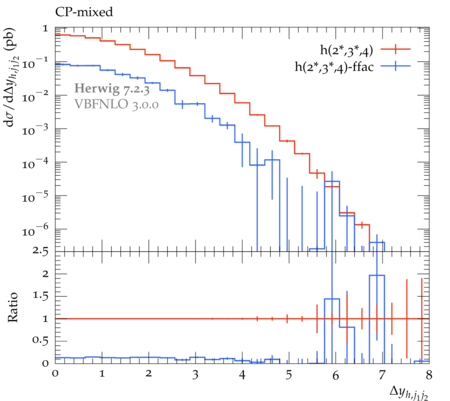 CP-mixed
dσ/dΔy_{h,j_1j_2} (pb)
1
10^{-1}
10^{-2}
10^{-3}
10^{-4}
10^{-5}
10^{-6}
h(2*,3*,4)
h(2*,3*,4)-ffac
Herwig 7.2.3
VBFNLO 3.0.0
Ratio
2.5
2
1.5
1
0.5
0
0 1 2 3 4 5 6 7 8
Δy_{h,j_1j_2}